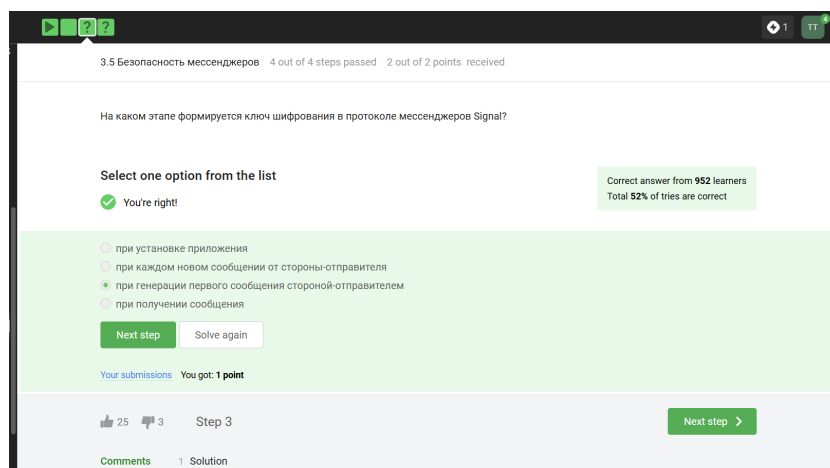 ? ?
1 TT 4
3.5 Безопасность мессенджеров 4 out of 4 steps passed 2 out of 2 points received
На каком этапе формируется ключ шифрования в протоколе мессенджеров Signal?
Select one option from the list
Correct answer from 952 learners
Total 52% of tries are correct
You're right!
при установке приложения
при каждом новом сообщении от стороны-отправителя
при генерации первого сообщения стороной-отправителем
при получении сообщения
Next step Solve again
Your submissions You got: 1 point
25 3 Step 3 Next step
Comments 1 Solution